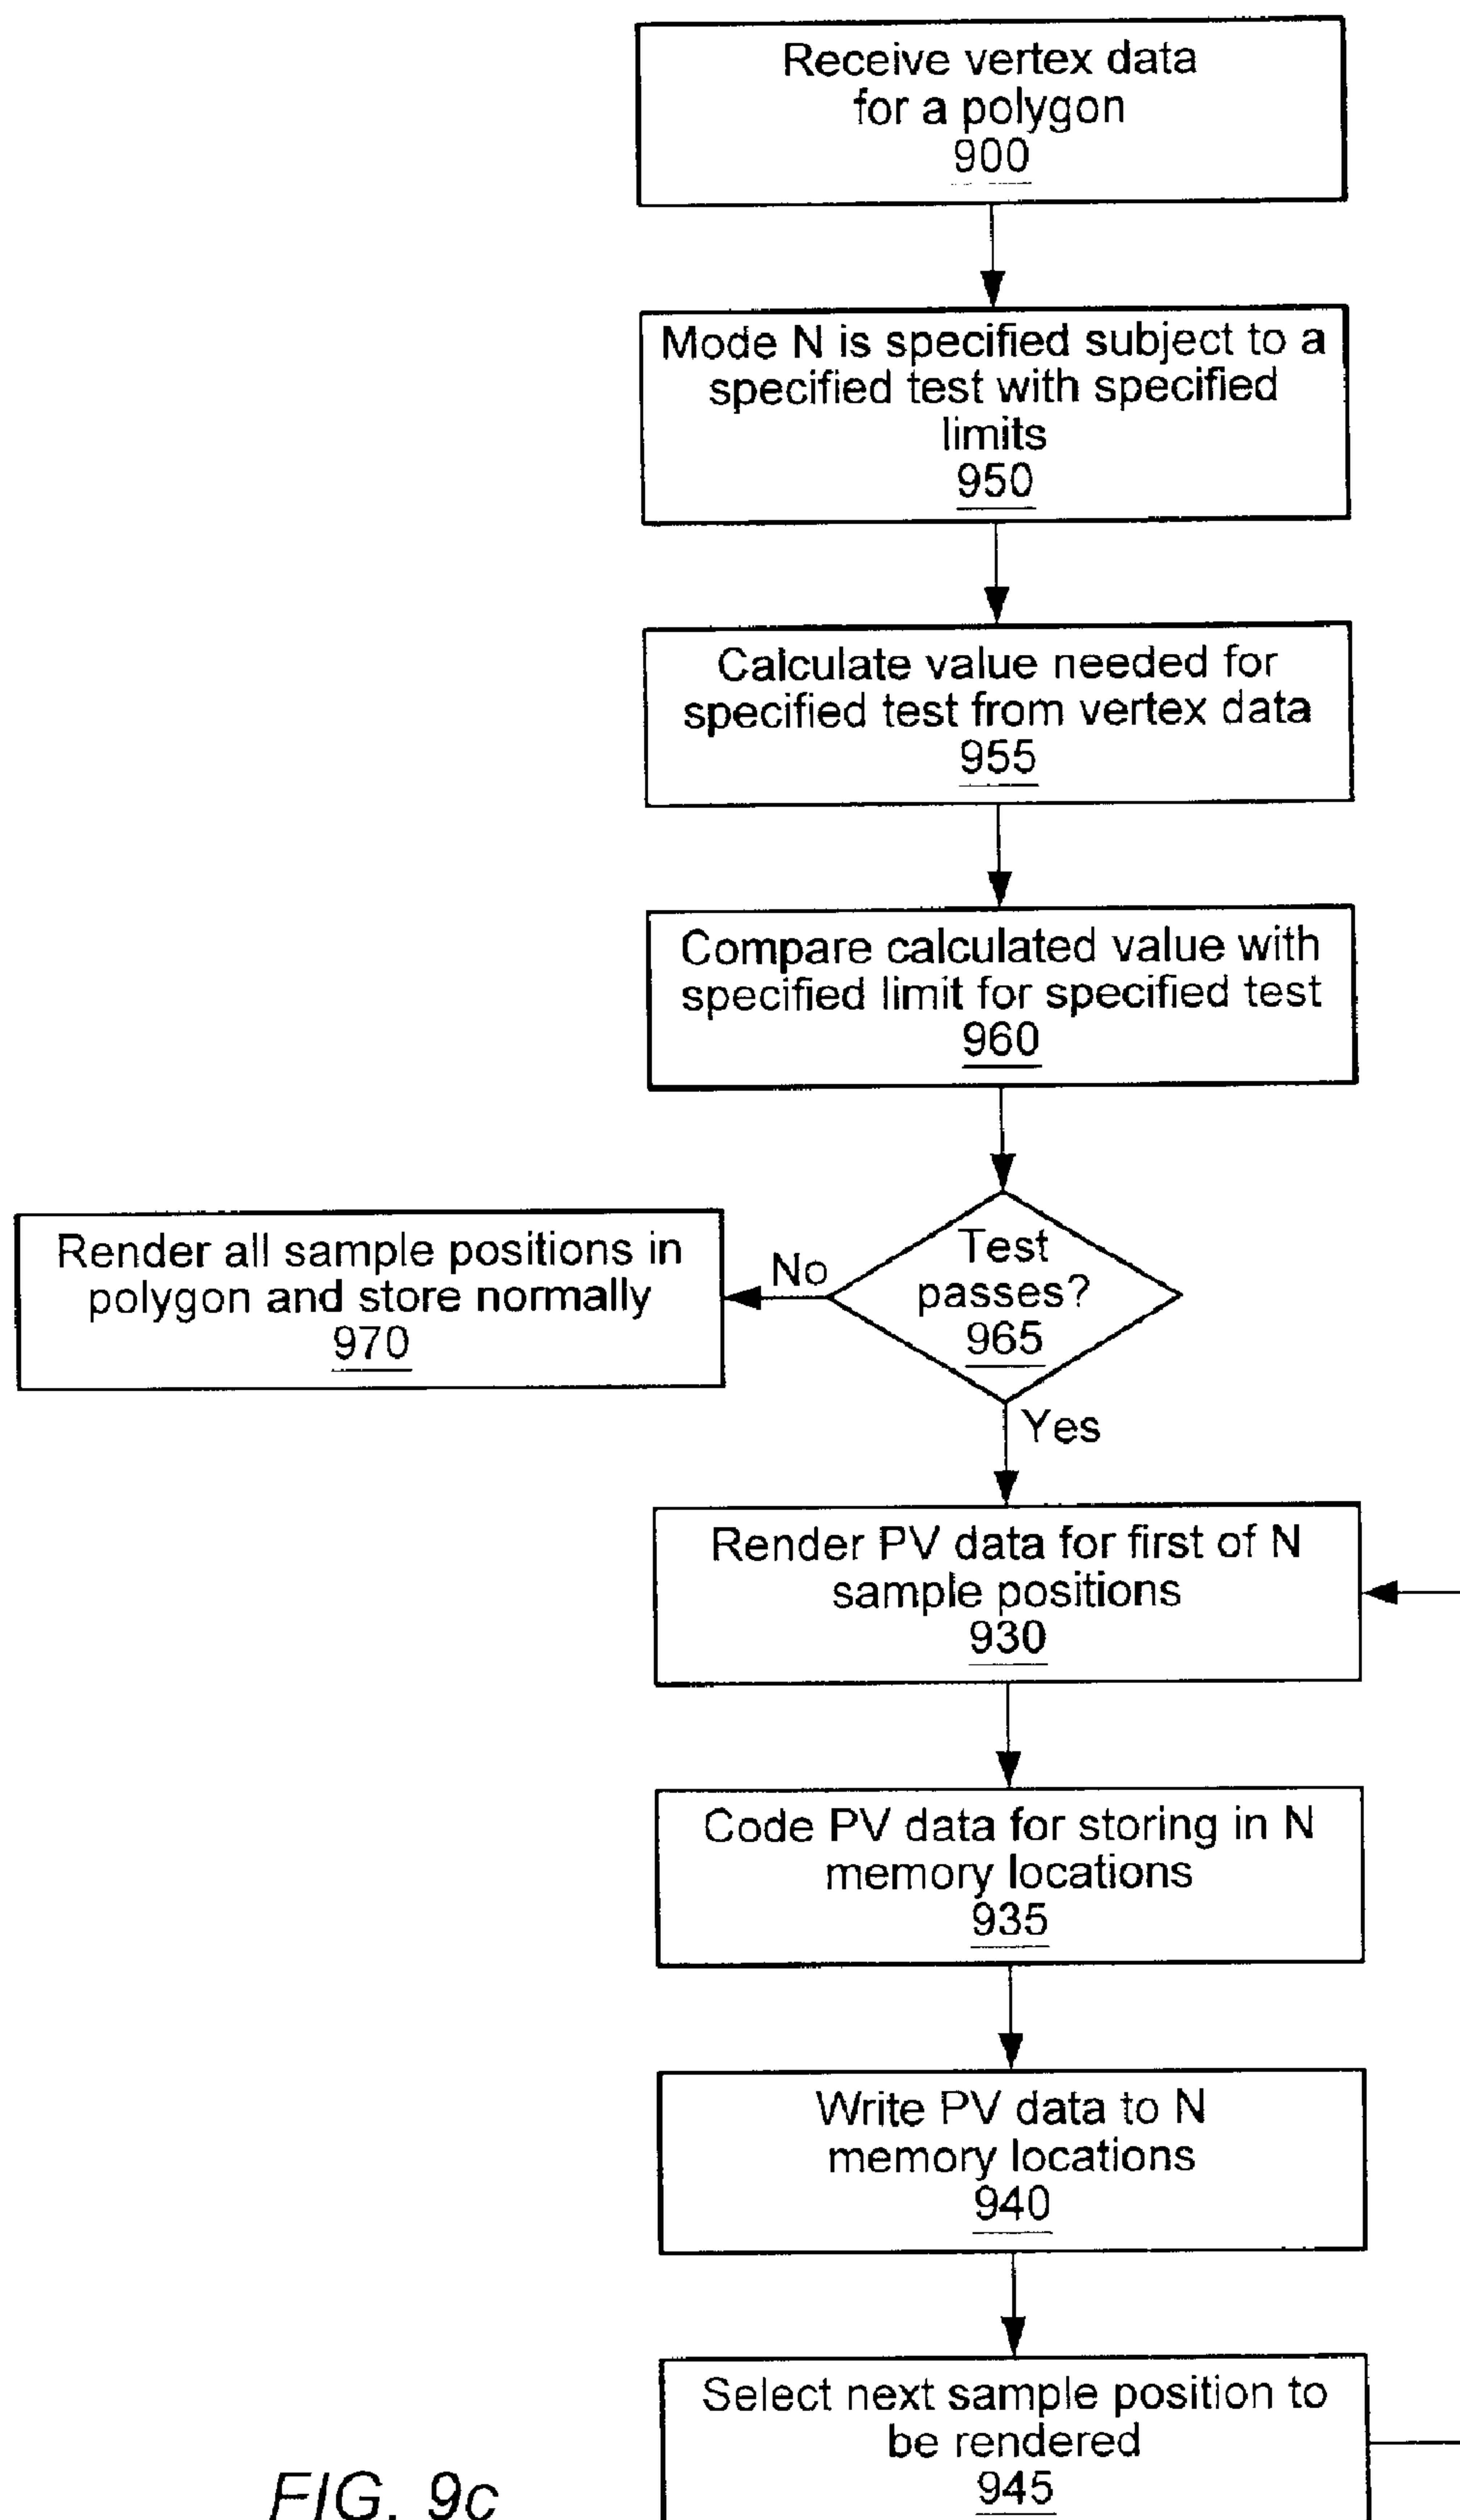 Receive vertex data
for a polygon
900
Mode N is specified subject to a
specified test with specified
limits
950
Calculate value needed for
specified test from vertex data
955
Compare calculated value with
specified limit for specified test
960
Test
passes?
965
No
Render all sample positions in
polygon and store normally
970
Yes
Render PV data for first of N
sample positions
930
Code PV data for storing in N
memory locations
935
Write PV data to N
memory locations
940
Select next sample position to
be rendered
945
FIG. 9c